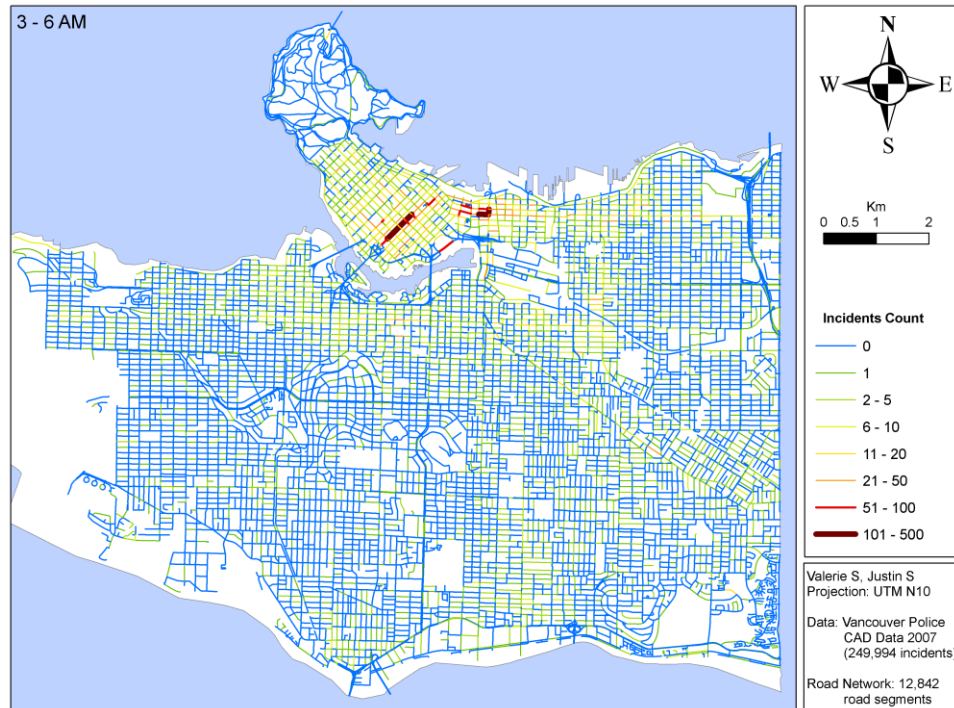 3 - 6 AM
N
W
E
S
Km
0 0.5 1 2
Incidents Count
0
1
2 - 5
6 - 10
11 - 20
21 - 50
51 - 100
101 - 500
Valerie S, Justin S
Projection: UTM N10
Data: Vancouver Police
CAD Data 2007
(249,994 incidents)
Road Network: 12,842
road segments